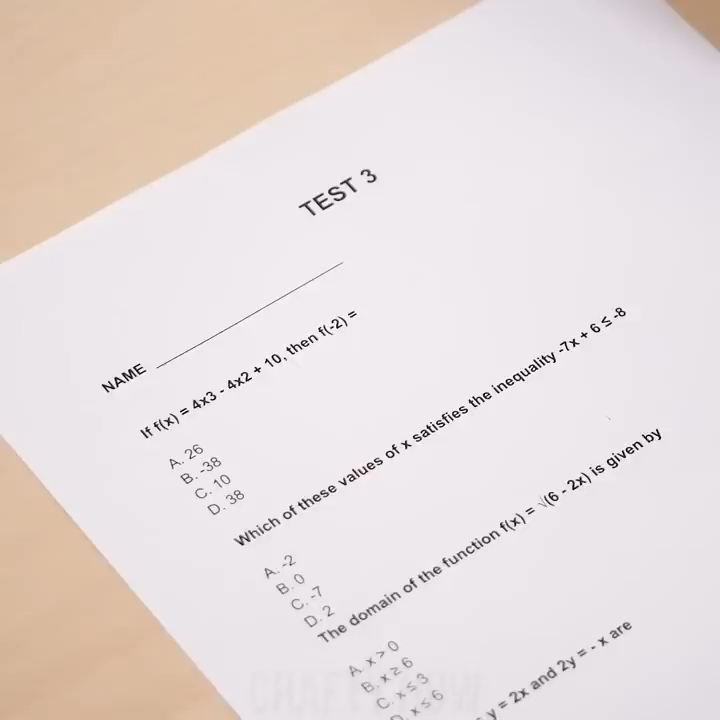 TEST 3
NAME
If f(x) = 4x3 - 4x2 + 10, then f(-2) =
A. 26
B. -38
C. 10
D. 38
Which of these values of x satisfies the inequality -7x + 6 ≤ -8
A. -2
B. 0
C. -7
D. 2
The domain of the function f(x) = √(6 - 2x) is given by
A. x > 0
B. x ≥ 6
C. x ≤ 3
D. x ≤ 6
y = 2x and 2y = - x are